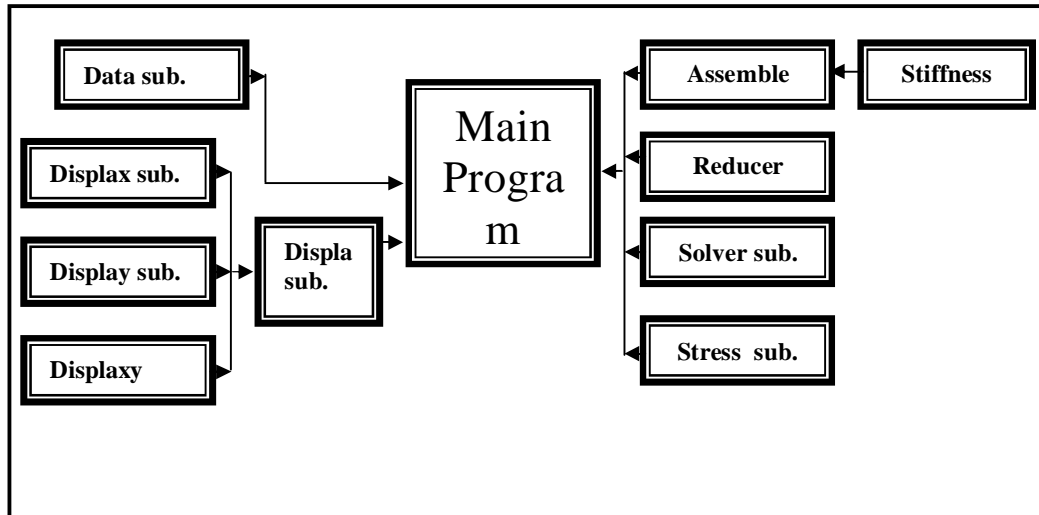 Data sub.
Displax sub.
Display sub.
Displaxy
Displa
sub.
Main
Progra
m
Assemble
Stiffness
Reducer
Solver sub.
Stress sub.